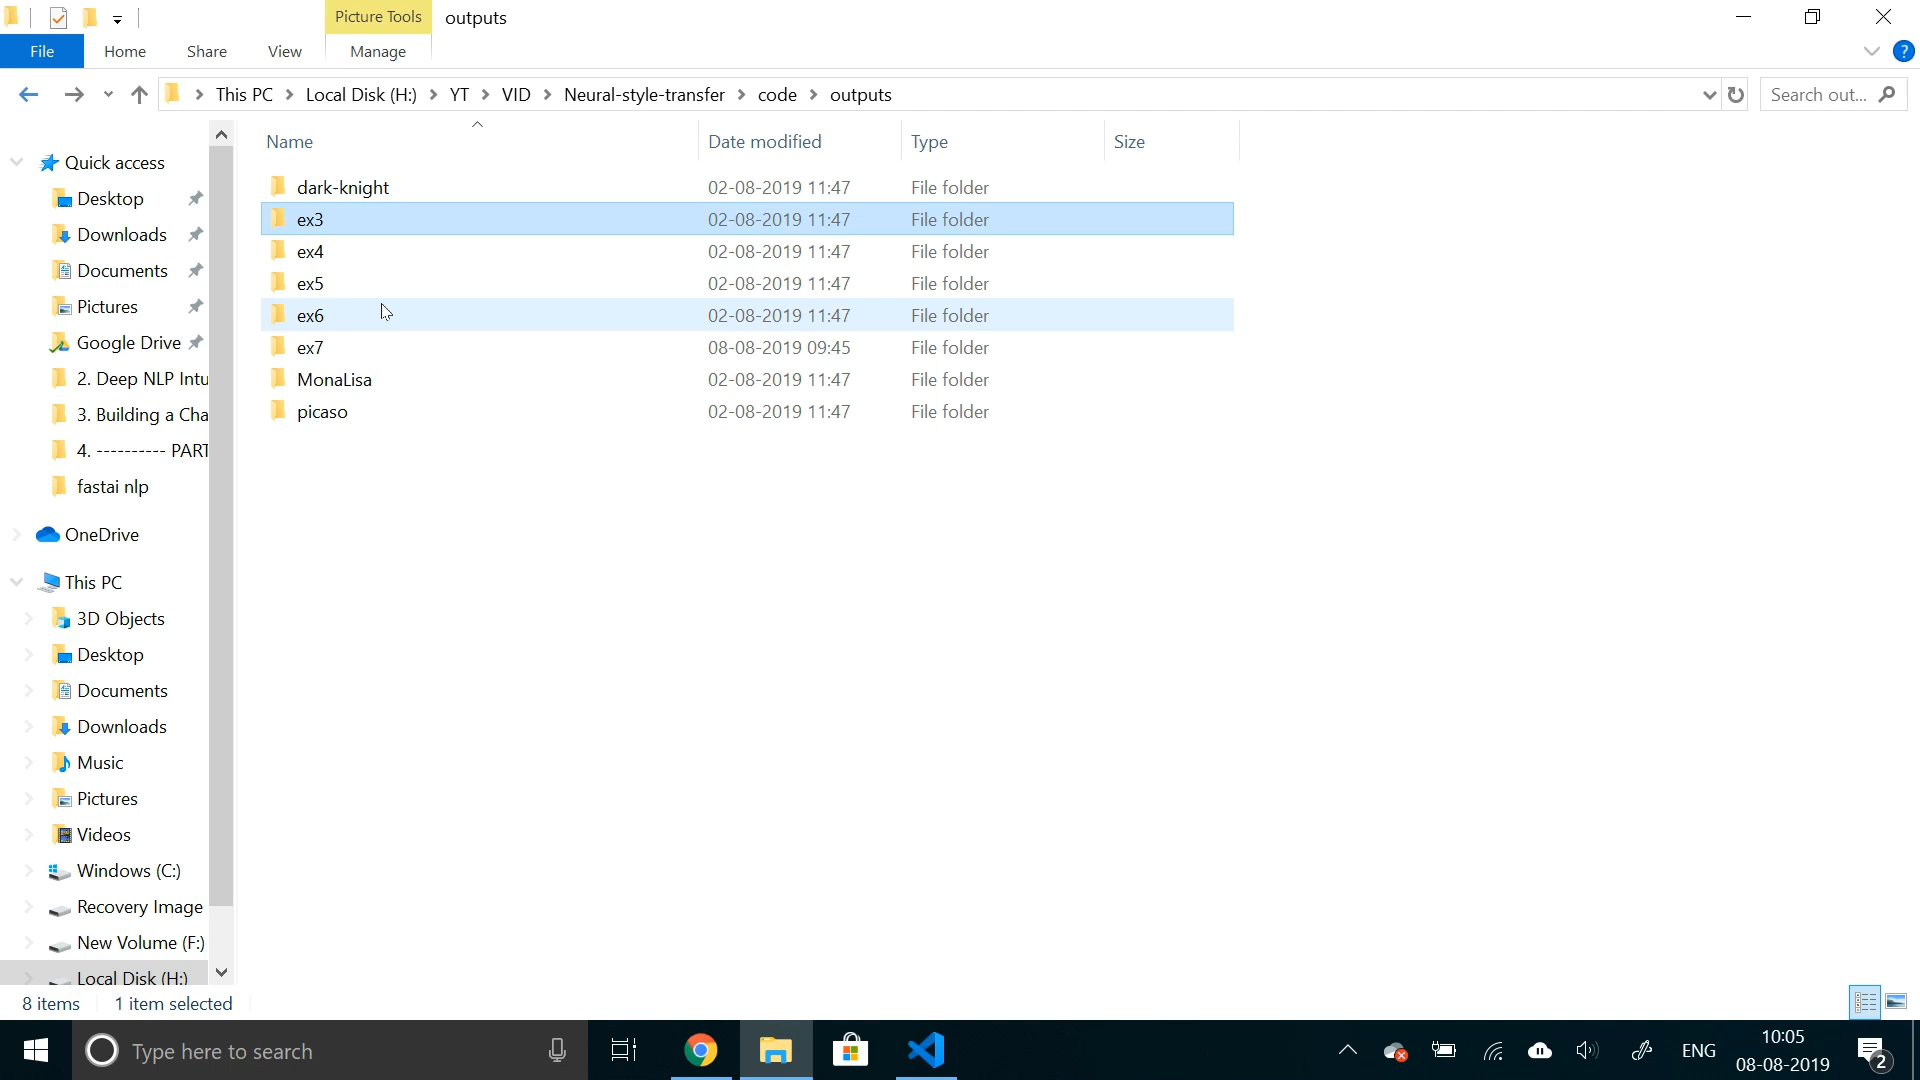 Picture Tools
outputs
File
Home
Share
View
Manage
This PC
Local Disk (H:)
YT
VID
Neural-style-transfer
code
outputs
Search out...
Name
Date modified
Type
Size
Quick access
Desktop
Downloads
Documents
Pictures
Google Drive
2. Deep NLP Intu
3. Building a Cha
4. ---------- PART
fastai nlp
OneDrive
This PC
3D Objects
Desktop
Documents
Downloads
Music
Pictures
Videos
Windows (C:)
Recovery Image
New Volume (F:)
Local Disk (H:)
dark-knight 02-08-2019 11:47 File folder
ex3 02-08-2019 11:47 File folder
ex4 02-08-2019 11:47 File folder
ex5 02-08-2019 11:47 File folder
ex6 02-08-2019 11:47 File folder
ex7 08-08-2019 09:45 File folder
MonaLisa 02-08-2019 11:47 File folder
picaso 02-08-2019 11:47 File folder
8 items
1 item selected
Type here to search
ENG
10:05
08-08-2019
2